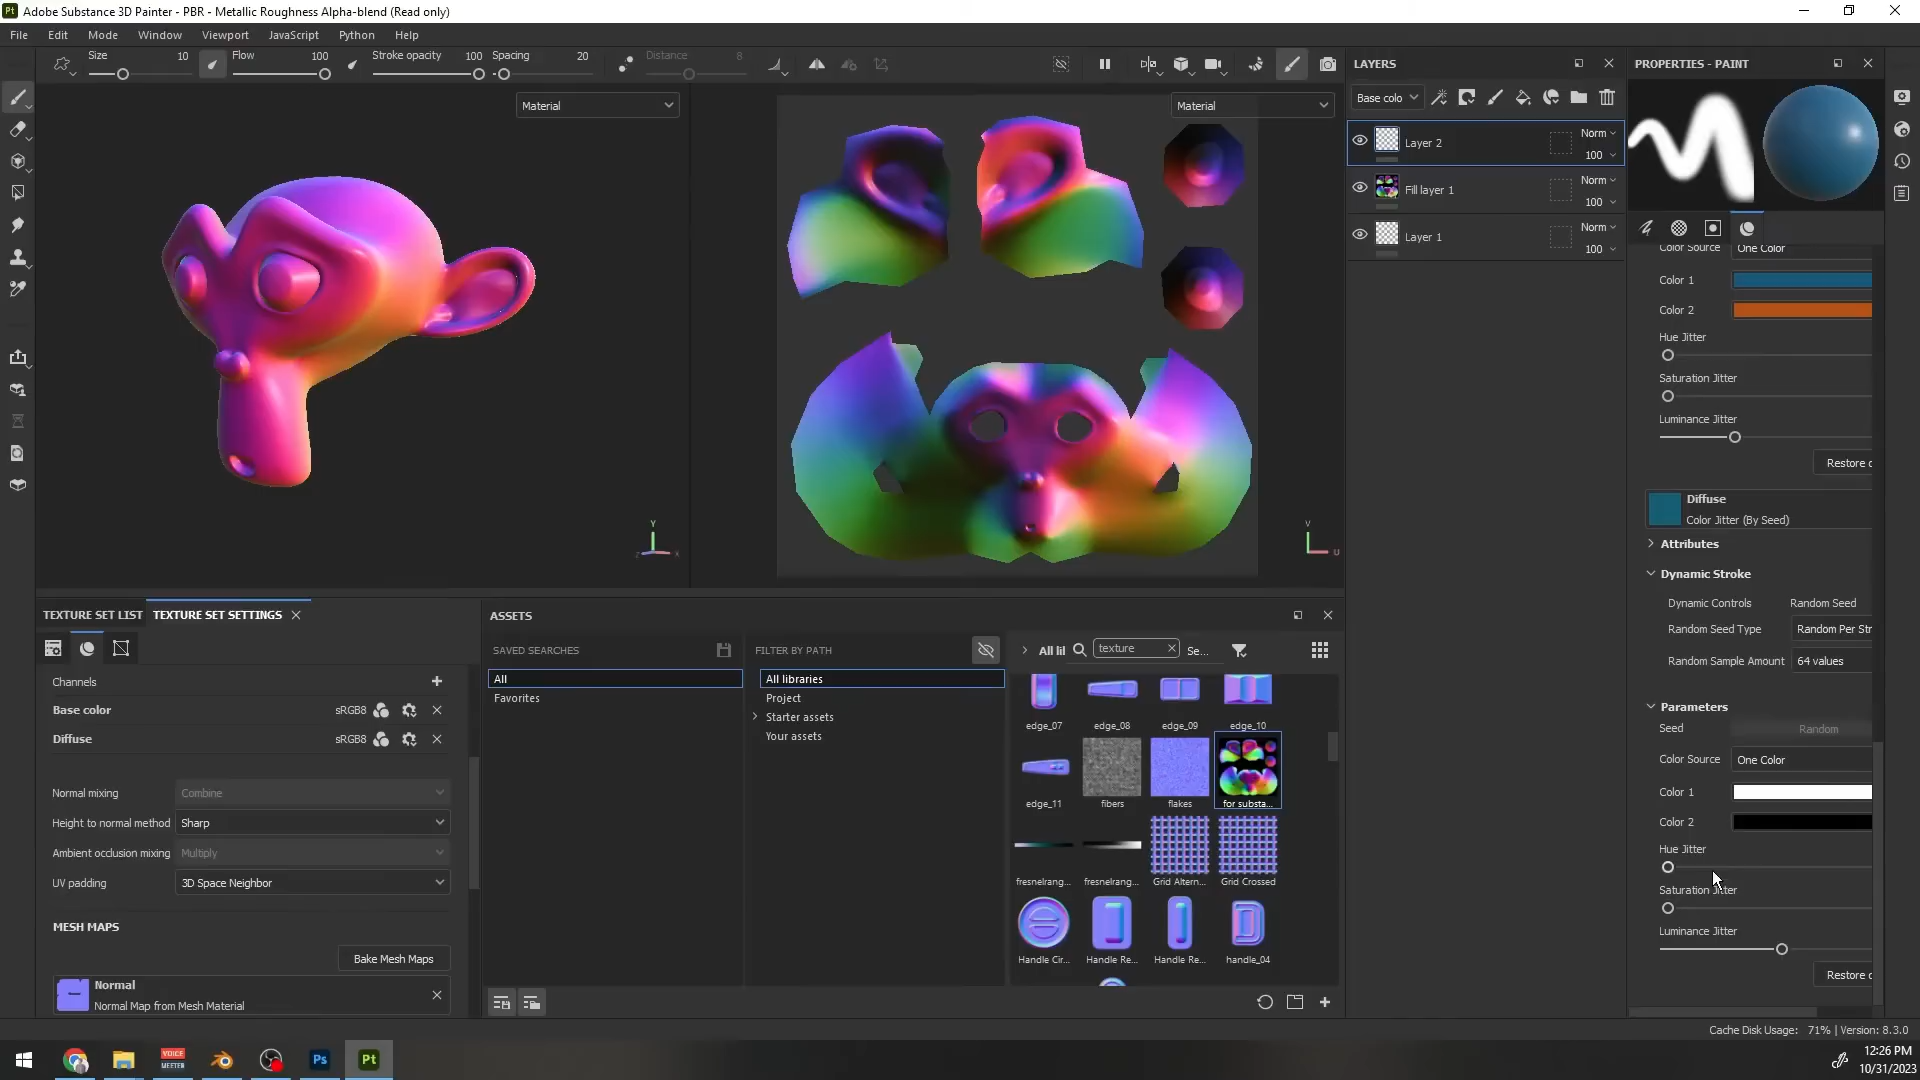 Adobe Substance 3D Painter - PBR - Metallic Roughness Alpha-blend (Read only)
File Edit Mode Window Viewport JavaScript Python Help
Size 10 Flow 100 Stroke opacity 100 Spacing 20 Distance 8
Material
Material
Y
X
Z
V
U
LAYERS
Base colo
Layer 2
Norm
100
Fill layer 1
Norm
100
Layer 1
Norm
100
PROPERTIES - PAINT
Color Source One Color
Color 1
Color 2
Hue Jitter
Saturation Jitter
Luminance Jitter
Restore
Diffuse
Color Jitter (By Seed)
Attributes
Dynamic Stroke
Dynamic Controls Random Seed
Random Seed Type Random Per Str
Random Sample Amount 64 values
Parameters
Seed Random
Color Source One Color
Color 1
Color 2
Hue Jitter
Saturation Jitter
Luminance Jitter
Restore
TEXTURE SET LIST TEXTURE SET SETTINGS
Channels
Base color sRGB8
Diffuse sRGB8
Normal mixing Combine
Height to normal method Sharp
Ambient occlusion mixing Multiply
UV padding 3D Space Neighbor
MESH MAPS
Bake Mesh Maps
Normal
Normal Map from Mesh Material
ASSETS
SAVED SEARCHES
All
Favorites
FILTER BY PATH
All libraries
Project
Starter assets
Your assets
All lil texture Se...
edge_07 edge_08 edge_09 edge_10
edge_11 fibers flakes for substa...
fresnelrang... fresnelrang... Grid Altern... Grid Crossed
Handle Cir... Handle Re... Handle Re... handle_04
Cache Disk Usage: 71% | Version: 8.3.0
VOICE
MEETER
Ps
Pt
12:26 PM
10/31/2023